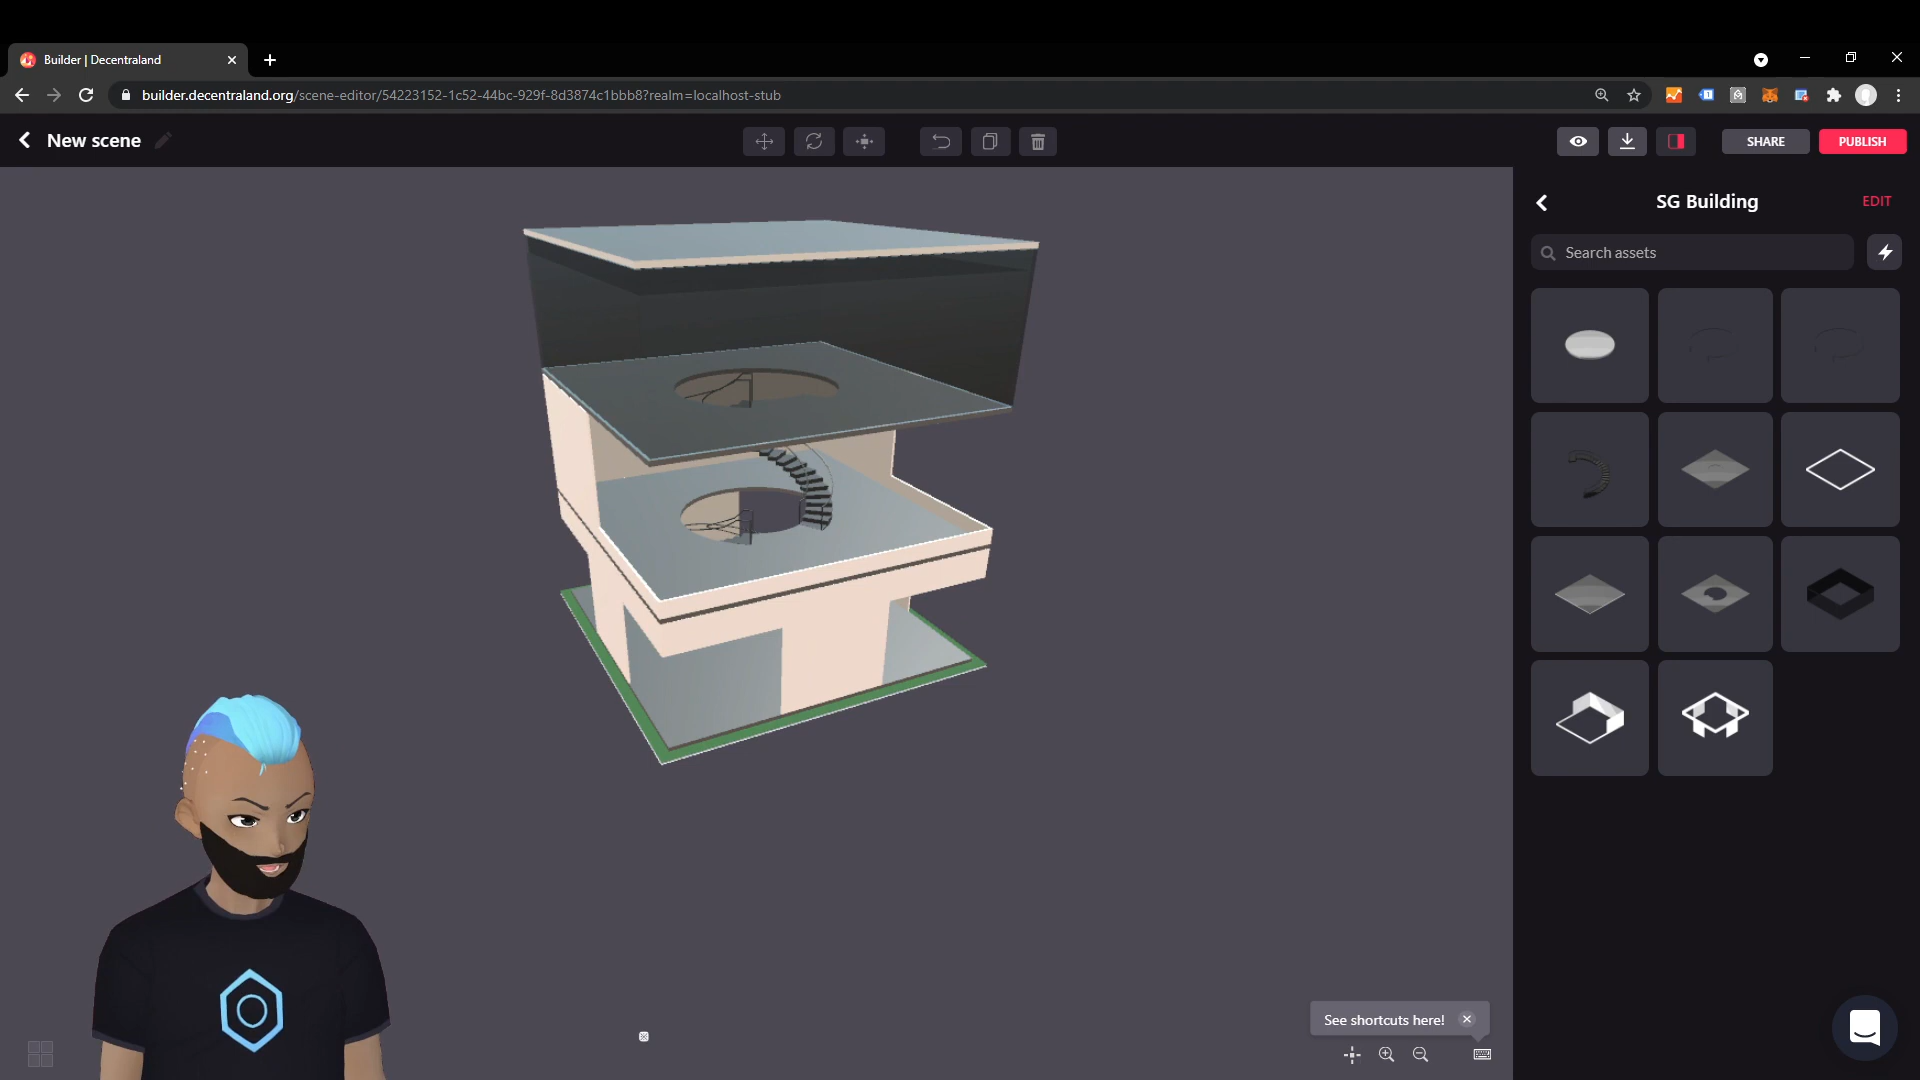 Builder | Decentraland
builder.decentraland.org/scene-editor/54223152-1c52-44bc-929f-8d3874c1bbb8?realm=localhost-stub
New scene
SHARE
PUBLISH
SG Building
EDIT
Search assets
See shortcuts here!